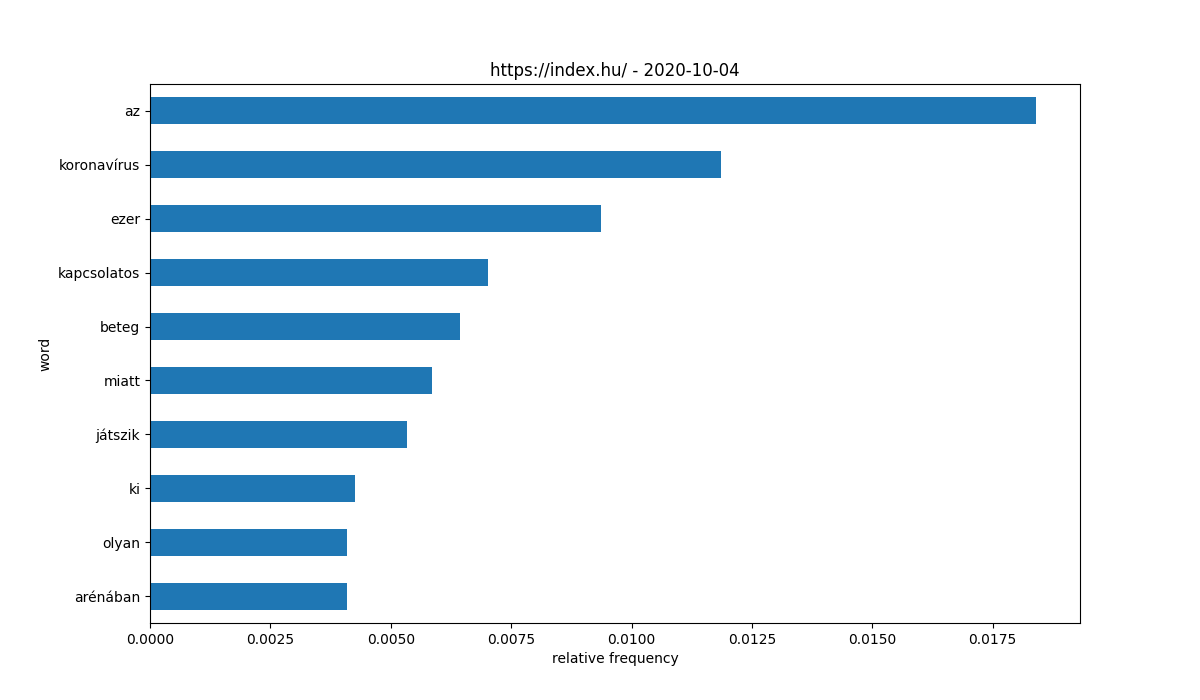 https://index.hu/ - 2020-10-04
az
koronavírus
ezer
kapcsolatos
beteg
miatt
játszik
ki
olyan
arénában
word
0.0000 0.0025 0.0050 0.0075 0.0100 0.0125 0.0150 0.0175
relative frequency